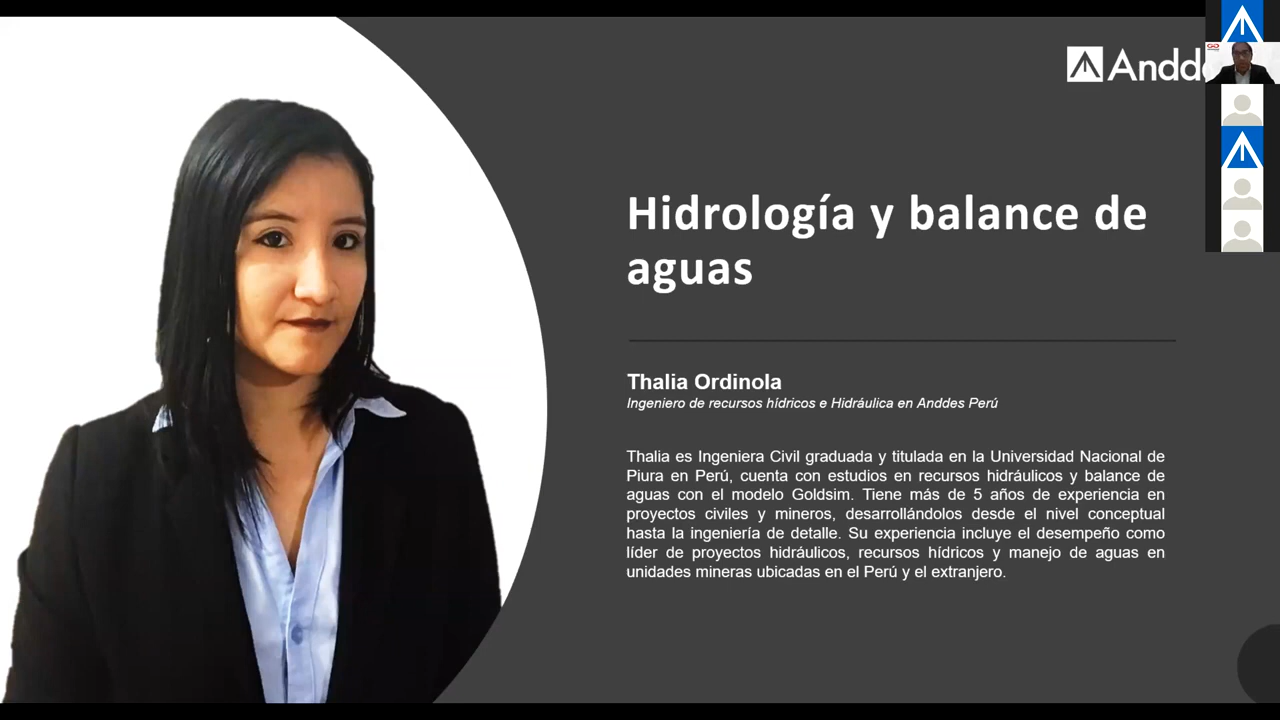 Andde
Hidrología y balance de
aguas
Thalia Ordinola
Ingeniero de recursos hídricos e Hidráulica en Anddes Perú
Thalia es Ingeniera Civil graduada y titulada en la Universidad Nacional de
Piura en Perú, cuenta con estudios en recursos hidráulicos y balance de
aguas con el modelo Goldsim. Tiene más de 5 años de experiencia en
proyectos civiles y mineros, desarrollándolos desde el nivel conceptual
hasta la ingeniería de detalle. Su experiencia incluye el desempeño como
líder de proyectos hidráulicos, recursos hídricos y manejo de aguas en
unidades mineras ubicadas en el Perú y el extranjero.